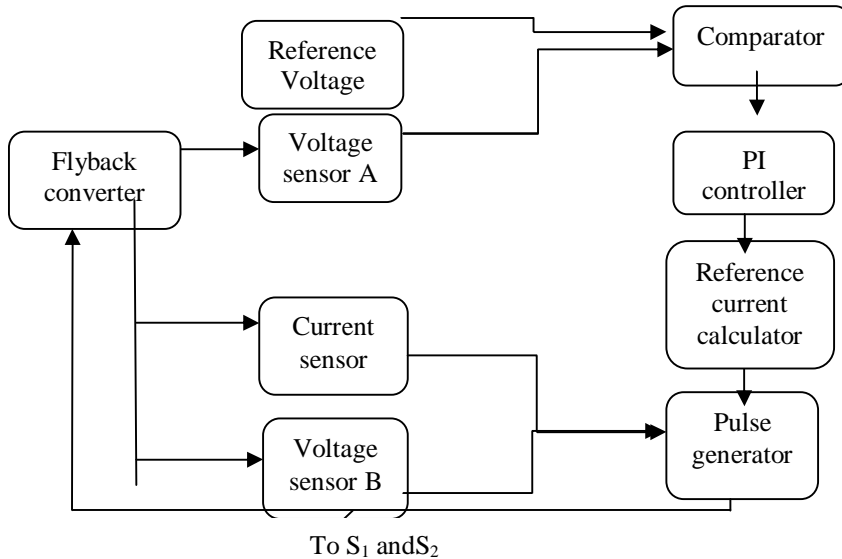 Reference
Voltage
Comparator
Flyback
converter
Voltage
sensor A
PI
controller
Reference
current
calculator
Current
sensor
Voltage
sensor B
Pulse
generator
To S₁ andS₂